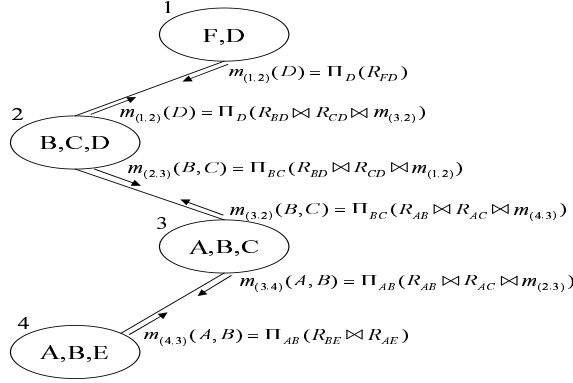 1
F,D
m(1,2)(D) = Π_D(R_FD)
m(1,2)(D) = Π_D(R_BD ⋈ R_CD ⋈ m(3,2))
2
B,C,D
m(2,3)(B, C) = Π_BC(R_BD ⋈ R_CD ⋈ m(1,2))
m(3,2)(B, C) = Π_BC(R_AB ⋈ R_AC ⋈ m(4,3))
3
A,B,C
m(3,4)(A, B) = Π_AB(R_AB ⋈ R_AC ⋈ m(2,3))
4
m(4,3)(A, B) = Π_AB(R_BE ⋈ R_AE)
A,B,E